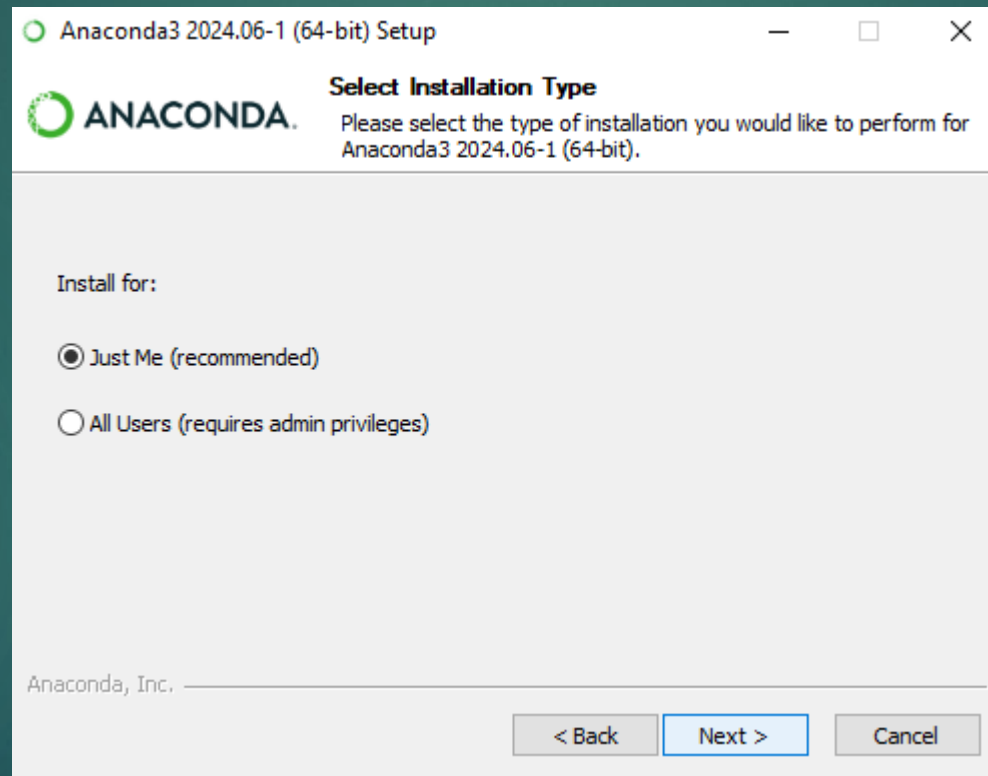 Anaconda3 2024.06-1 (64-bit) Setup
ANACONDA.
Select Installation Type
Please select the type of installation you would like to perform for
Anaconda3 2024.06-1 (64-bit).
Install for:
Just Me (recommended)
All Users (requires admin privileges)
Anaconda, Inc.
< Back
Next >
Cancel